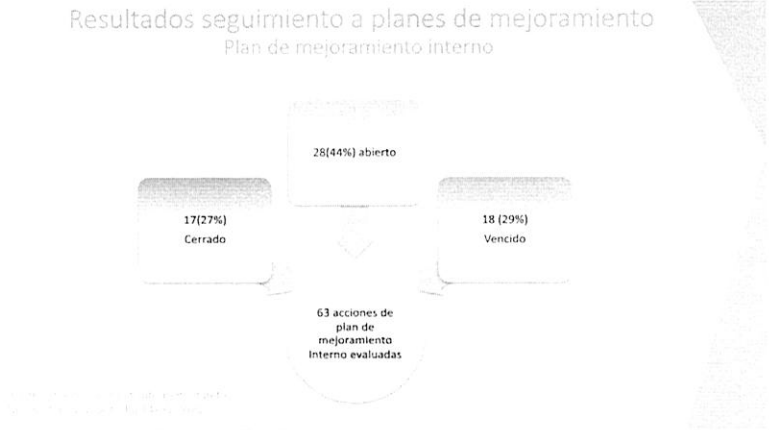 Resultados seguimiento a planes de mejoramiento
Plan de mejoramiento interno
28(44%) abierto
17(27%)
Cerrado
18 (29%)
Vencido
63 acciones de
plan de
mejoramiento
Interno evaluadas